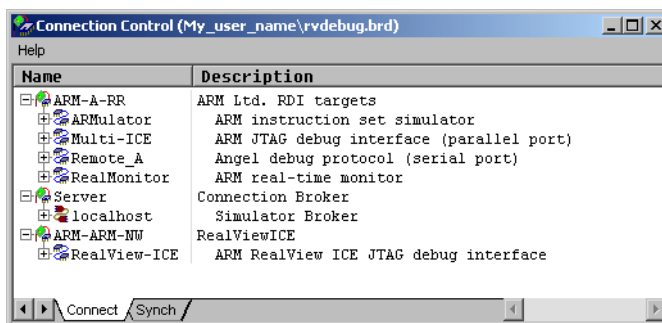 Connection Control (My_user_name\rvdebug.brd)
Help
Name Description
ARM-A-RR ARM Ltd. RDI targets
ARMulator ARM instruction set simulator
Multi-ICE ARM JTAG debug interface (parallel port)
Remote_A Angel debug protocol (serial port)
RealMonitor ARM real-time monitor
Server Connection Broker
localhost Simulator Broker
ARM-ARM-NW RealViewICE
RealView-ICE ARM RealView ICE JTAG debug interface
Connect Synch